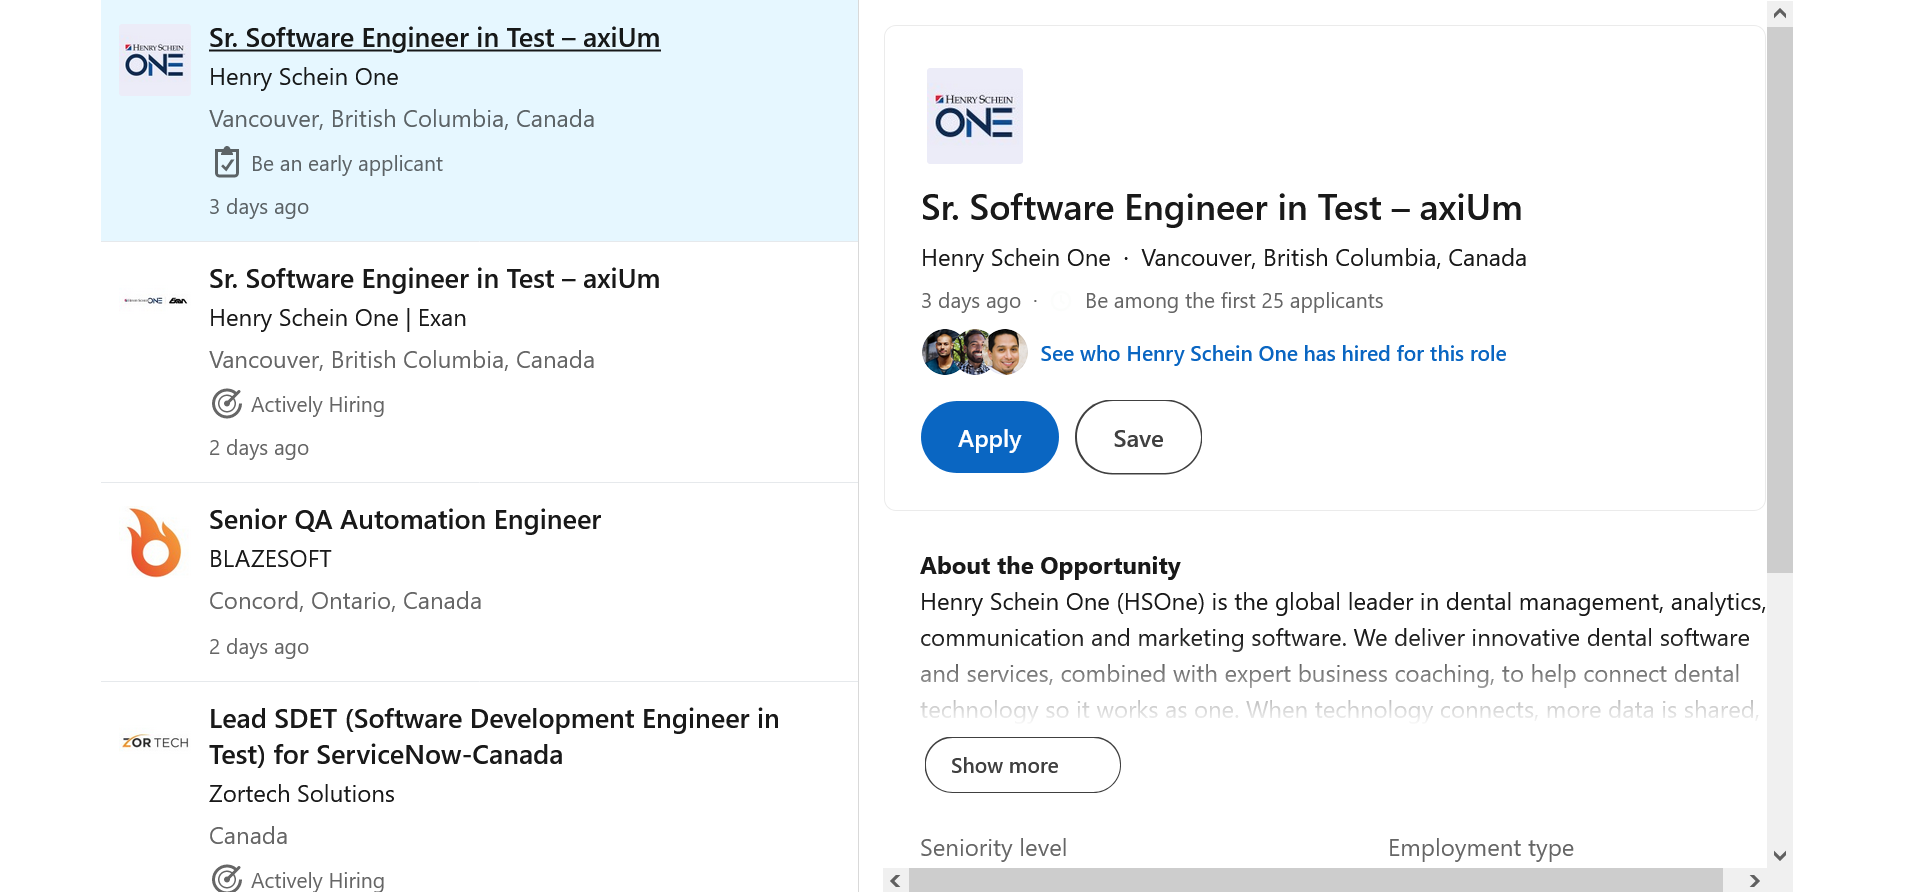 HENRY SCHEIN
ONE
Sr. Software Engineer in Test – axiUm
Henry Schein One
Vancouver, British Columbia, Canada
Be an early applicant
3 days ago
Sr. Software Engineer in Test – axiUm
Henry Schein One | Exan
Vancouver, British Columbia, Canada
Actively Hiring
2 days ago
Senior QA Automation Engineer
BLAZESOFT
Concord, Ontario, Canada
2 days ago
ZOR TECH
Lead SDET (Software Development Engineer in
Test) for ServiceNow-Canada
Zortech Solutions
Canada
Actively Hiring
HENRY SCHEIN
ONE
Sr. Software Engineer in Test – axiUm
Henry Schein One · Vancouver, British Columbia, Canada
3 days ago · Be among the first 25 applicants
See who Henry Schein One has hired for this role
Apply
Save
About the Opportunity
Henry Schein One (HSOne) is the global leader in dental management, analytics,
communication and marketing software. We deliver innovative dental software
and services, combined with expert business coaching, to help connect dental
technology so it works as one. When technology connects, more data is shared,
Show more
Seniority level
Employment type